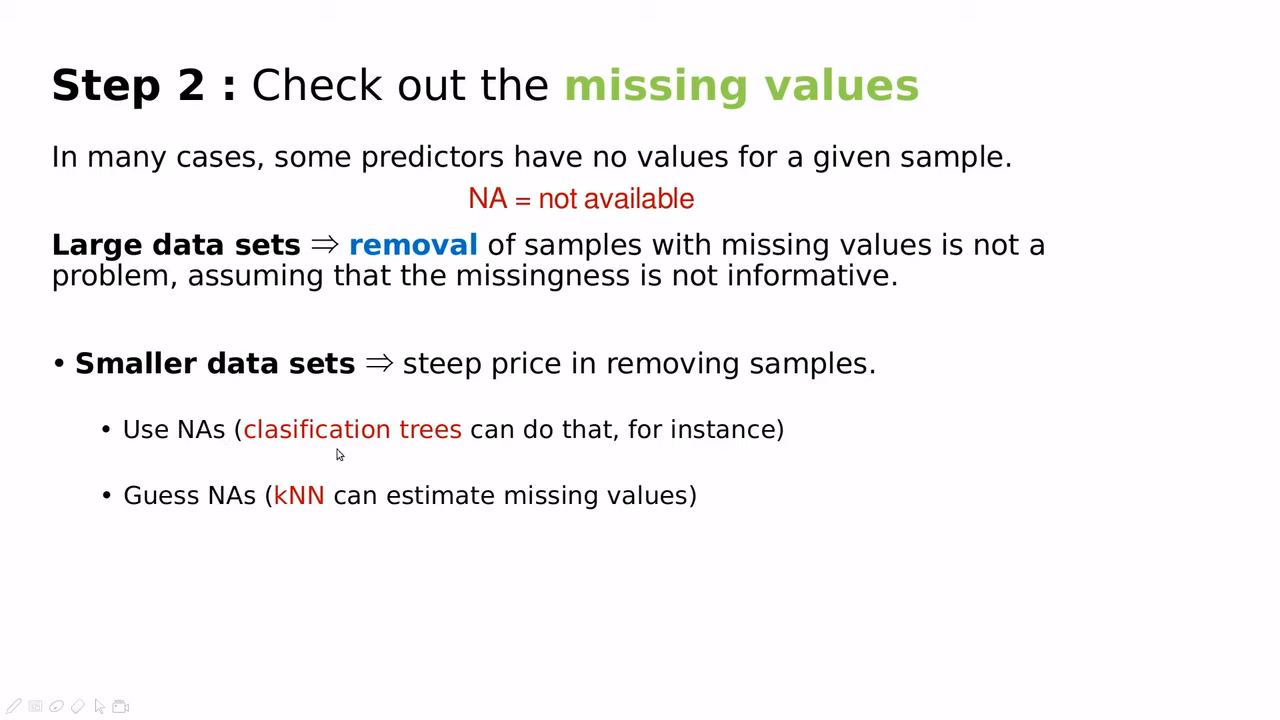 Step 2 : Check out the missing values
In many cases, some predictors have no values for a given sample.
NA = not available
Large data sets ⇒ removal of samples with missing values is not a
problem, assuming that the missingness is not informative.
• Smaller data sets ⇒ steep price in removing samples.
• Use NAs (clasification trees can do that, for instance)
• Guess NAs (kNN can estimate missing values)